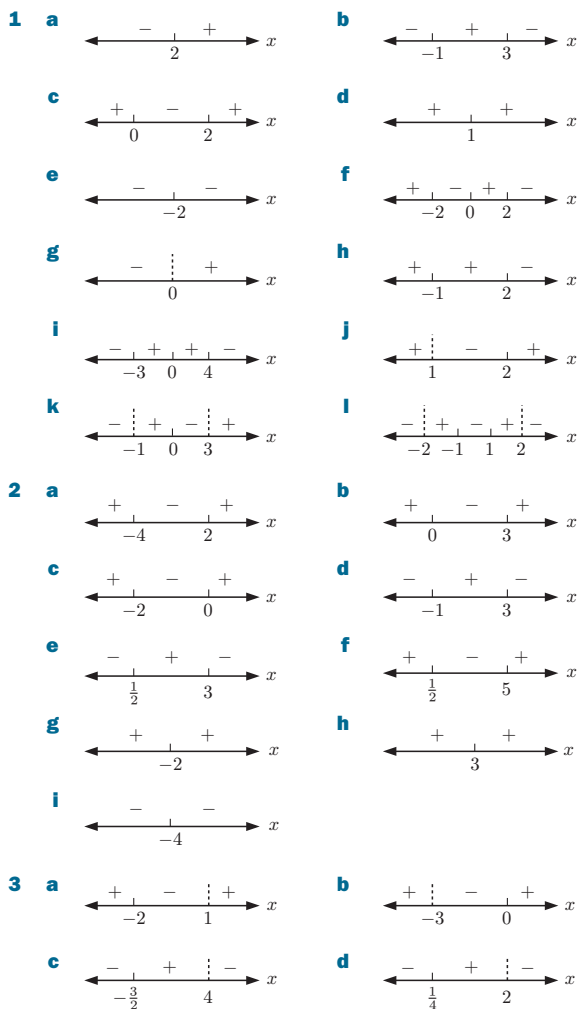 1 a − + x
2
b − + − x
−1 3
c + − + x
0 2
d + + x
1
e − − x
−2
f + − + − x
−2 0 2
g − + x
0
h + + − x
−1 2
i − + + − x
−3 0 4
j + − + x
1 2
k − + − + x
−1 0 3
l − + − + − x
−2 −1 1 2
2 a + − + x
−4 2
b + − + x
0 3
c + − + x
−2 0
d − + − x
−1 3
e − + − x
1/2 3
f + − + x
1/2 5
g + + x
−2
h + + x
3
i − − x
−4
3 a + − + x
−2 1
b + − + x
−3 0
c − + − x
−3/2 4
d − + − x
1/4 2